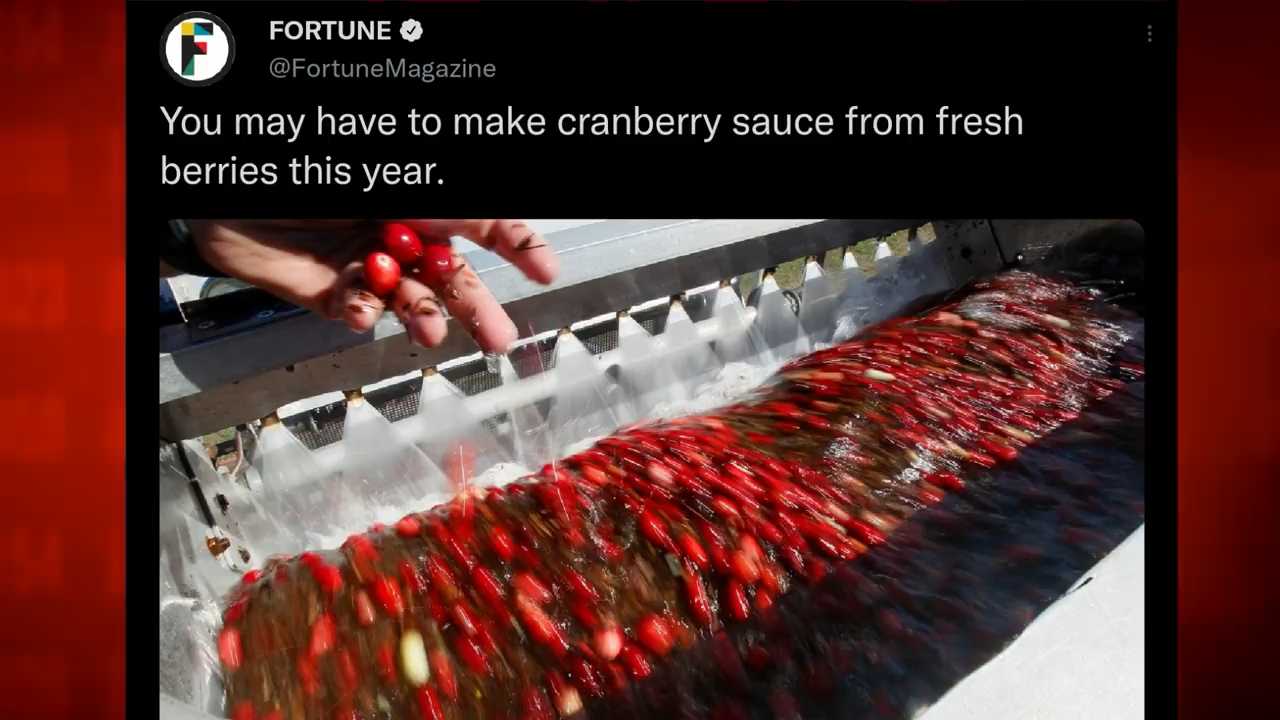 FORTUNE
@FortuneMagazine
You may have to make cranberry sauce from fresh
berries this year.